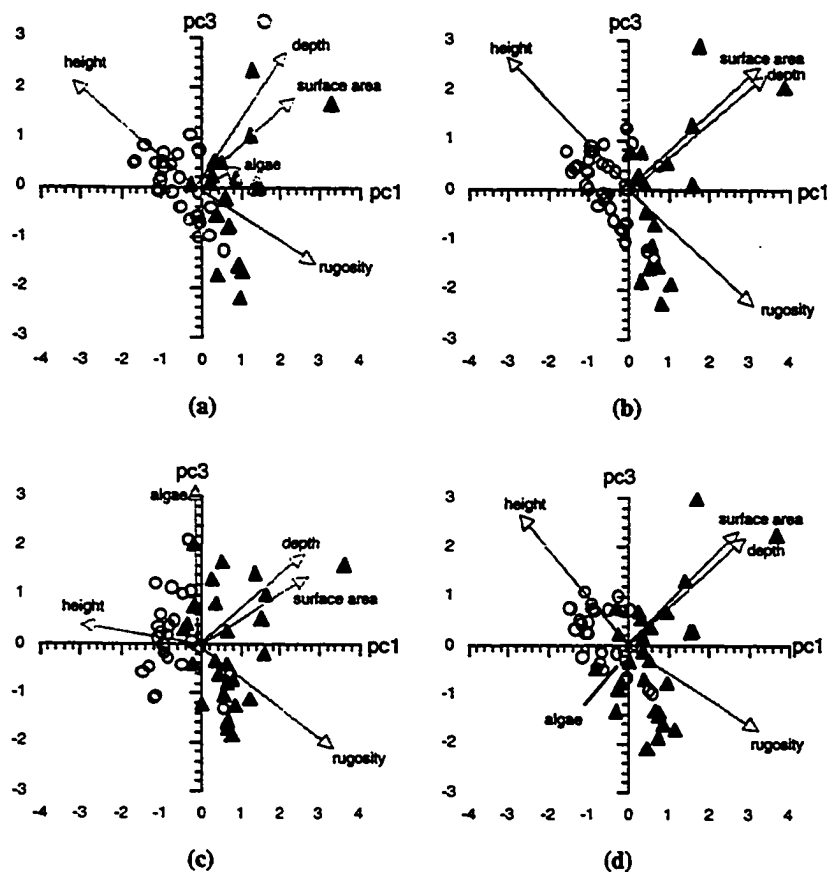 pc3
3
2
1
0
-1
-2
-3
height
depth
surface area
algae
pc1
rugosity
-4 -3 -2 -1 0 1 2 3 4
(a)
pc3
3
2
1
0
-1
-2
-3
height
surface area
depth
pc1
rugosity
-4 -3 -2 -1 0 1 2 3 4
(b)
pc3
3
2
1
0
-1
-2
-3
algae
depth
height
surface area
pc1
rugosity
-4 -3 -2 -1 0 1 2 3 4
(c)
pc3
3
2
1
0
-1
-2
-3
height
surface area
depth
pc1
algae
rugosity
-4 -3 -2 -1 0 1 2 3 4
(d)